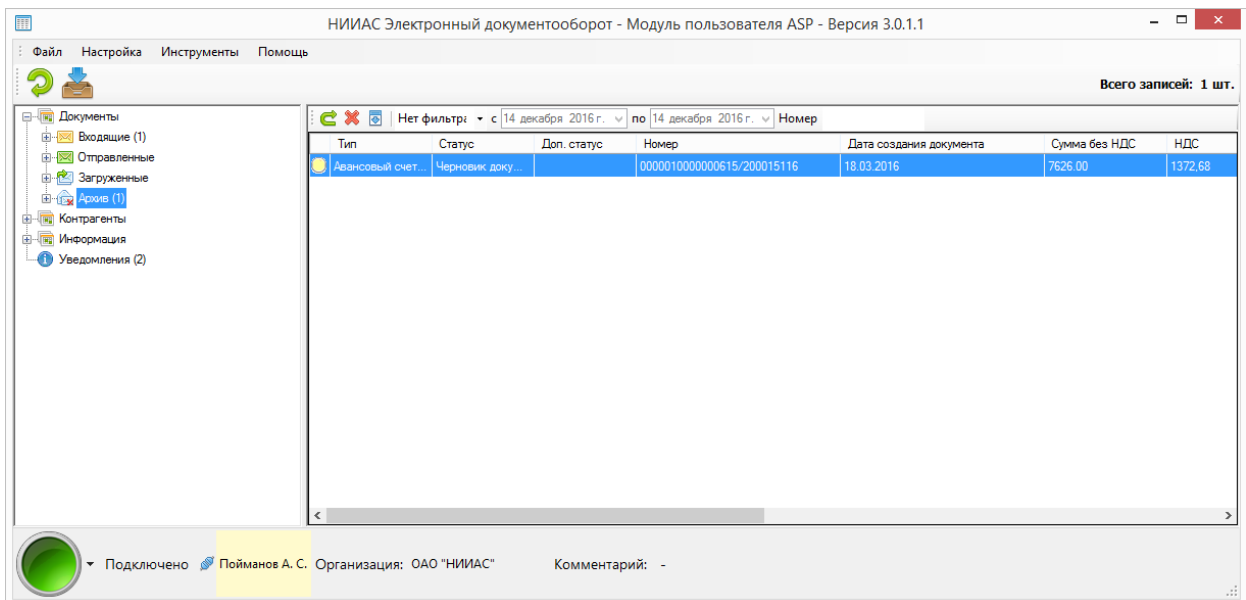 НИИАС Электронный документооборот - Модуль пользователя ASP - Версия 3.0.1.1
Файл Настройка Инструменты Помощь
Всего записей: 1 шт.
Документы
Входящие (1)
Отправленные
Загруженные
Архив (1)
Контрагенты
Информация
Уведомления (2)
Нет фильтра с 14 декабря 2016 г. по 14 декабря 2016 г. Номер
Тип Статус Доп. статус Номер Дата создания документа Сумма без НДС НДС
Авансовый счет... Черновик доку... 0000010000000615/200015116 18.03.2016 7626.00 1372,68
Подключено Пойманов А. С. Организация: ОАО "НИИАС" Комментарий: -